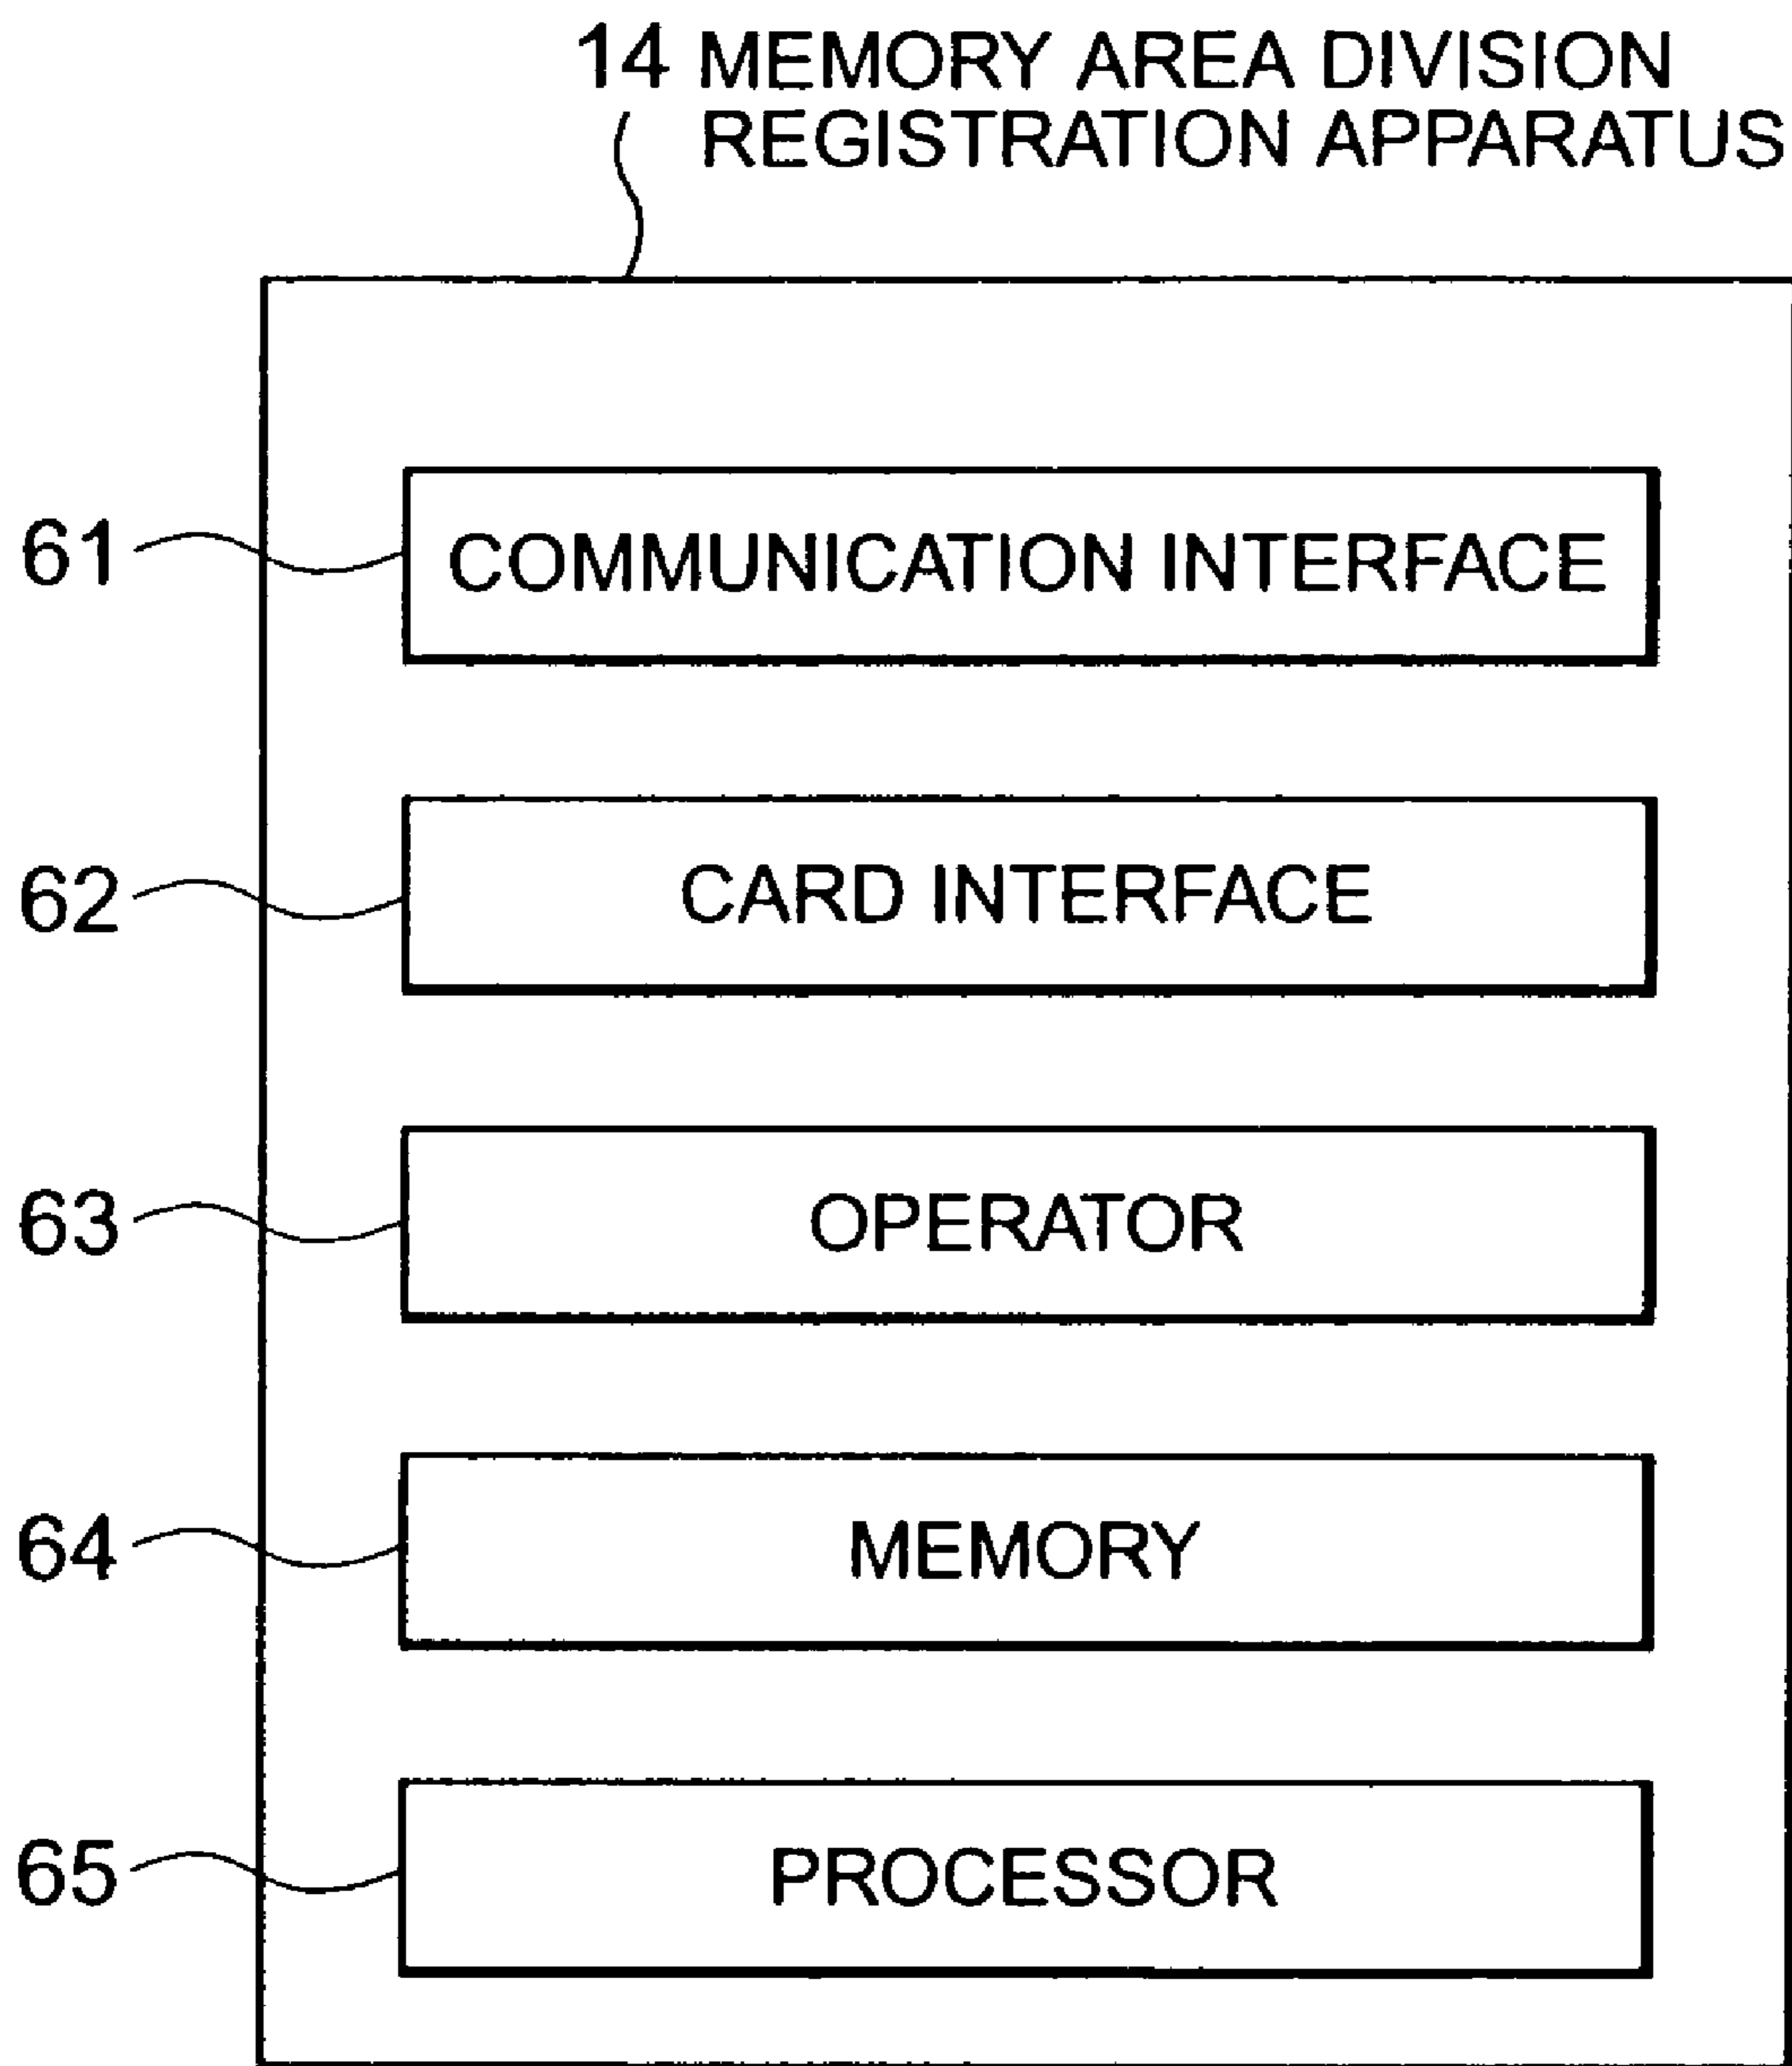 14 MEMORY AREA DIVISION
REGISTRATION APPARATUS
61 COMMUNICATION INTERFACE
62 CARD INTERFACE
63 OPERATOR
64 MEMORY
65 PROCESSOR